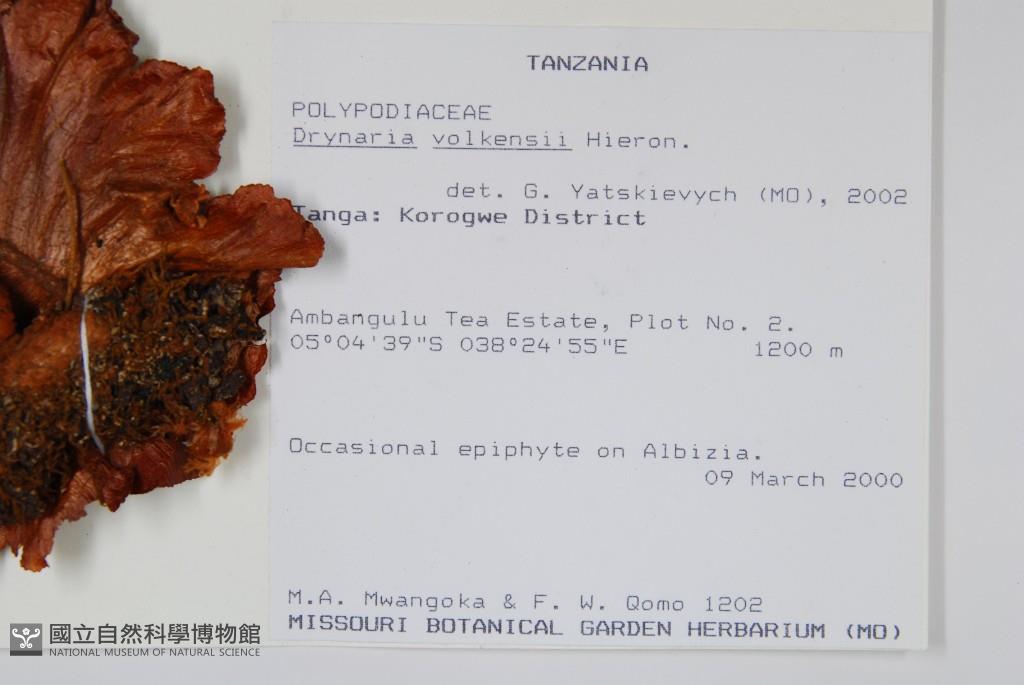 TANZANIA
POLYPODIACEAE
Drynaria volkensii Hieron.
det. G. Yatskievych (MO), 2002
Tanga: Korogwe District
Ambangulu Tea Estate, Plot No. 2.
05°04'39"S 038°24'55"E 1200 m
Occasional epiphyte on Albizia.
09 March 2000
M.A. Mwangoka & F. W. Qomo 1202
MISSOURI BOTANICAL GARDEN HERBARIUM (MO)
國立自然科學博物館
NATIONAL MUSEUM OF NATURAL SCIENCE